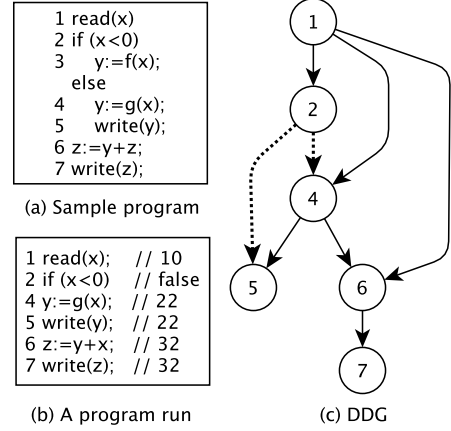 1 read(x)
2 if (x<0)
3 y:=f(x);
else
4 y:=g(x);
5 write(y);
6 z:=y+z;
7 write(z);
(a) Sample program
1 read(x); // 10
2 if (x<0) // false
4 y:=g(x); // 22
5 write(y); // 22
6 z:=y+x; // 32
7 write(z); // 32
(b) A program run
1
2
4
5 6
7
(c) DDG